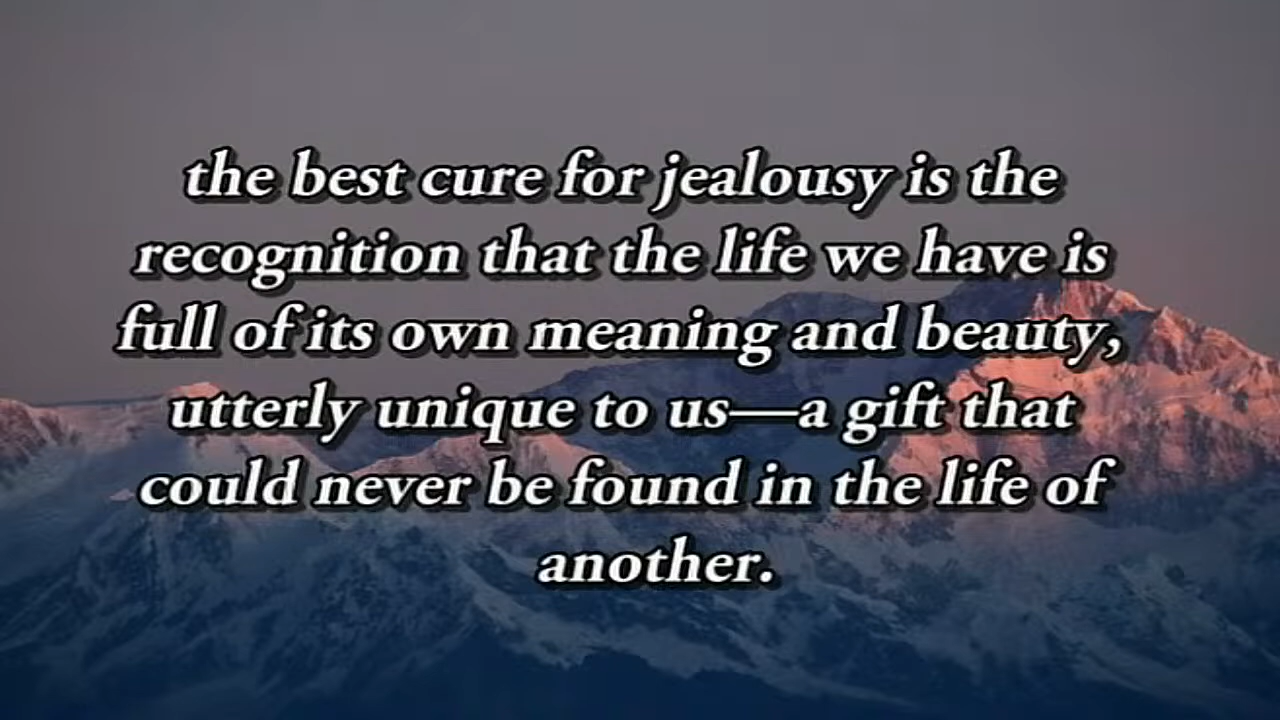 the best cure for jealousy is the
recognition that the life we have is
full of its own meaning and beauty,
utterly unique to us—a gift that
could never be found in the life of
another.